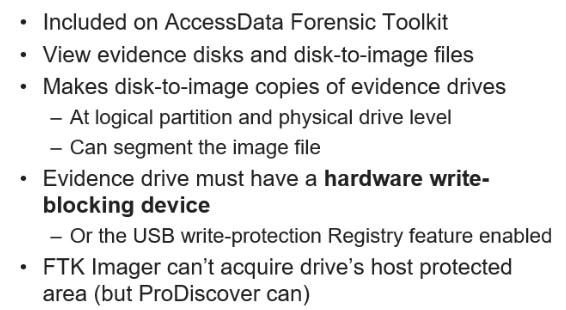 • Included on AccessData Forensic Toolkit
• View evidence disks and disk-to-image files
• Makes disk-to-image copies of evidence drives
– At logical partition and physical drive level
– Can segment the image file
• Evidence drive must have a hardware write-
blocking device
– Or the USB write-protection Registry feature enabled
• FTK Imager can’t acquire drive’s host protected
area (but ProDiscover can)